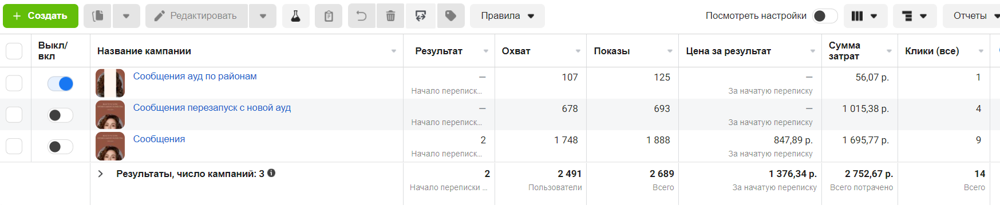 + Создать
Редактировать
Правила
Посмотреть настройки
Отчеты
Выкл/
вкл
Название кампании
Результат
Охват
Показы
Цена за результат
Сумма
затрат
Клики (все)
Сообщения ауд по районам
—
107
125
—
56,07 р.
1
Начало переписк...
За начатую переписку
Сообщения перезапуск с новой ауд
—
678
693
—
1 015,38 р.
4
Начало переписк...
За начатую переписку
Сообщения
2
1 748
1 888
847,89 р.
1 695,77 р.
9
Начало переписк...
За начатую переписку
Результаты, число кампаний: 3
2
2 491
2 689
1 376,34 р.
2 752,67 р.
14
Начало переписки ...
Пользователи
Всего
За начатую переписку
Всего потрачено
Всего